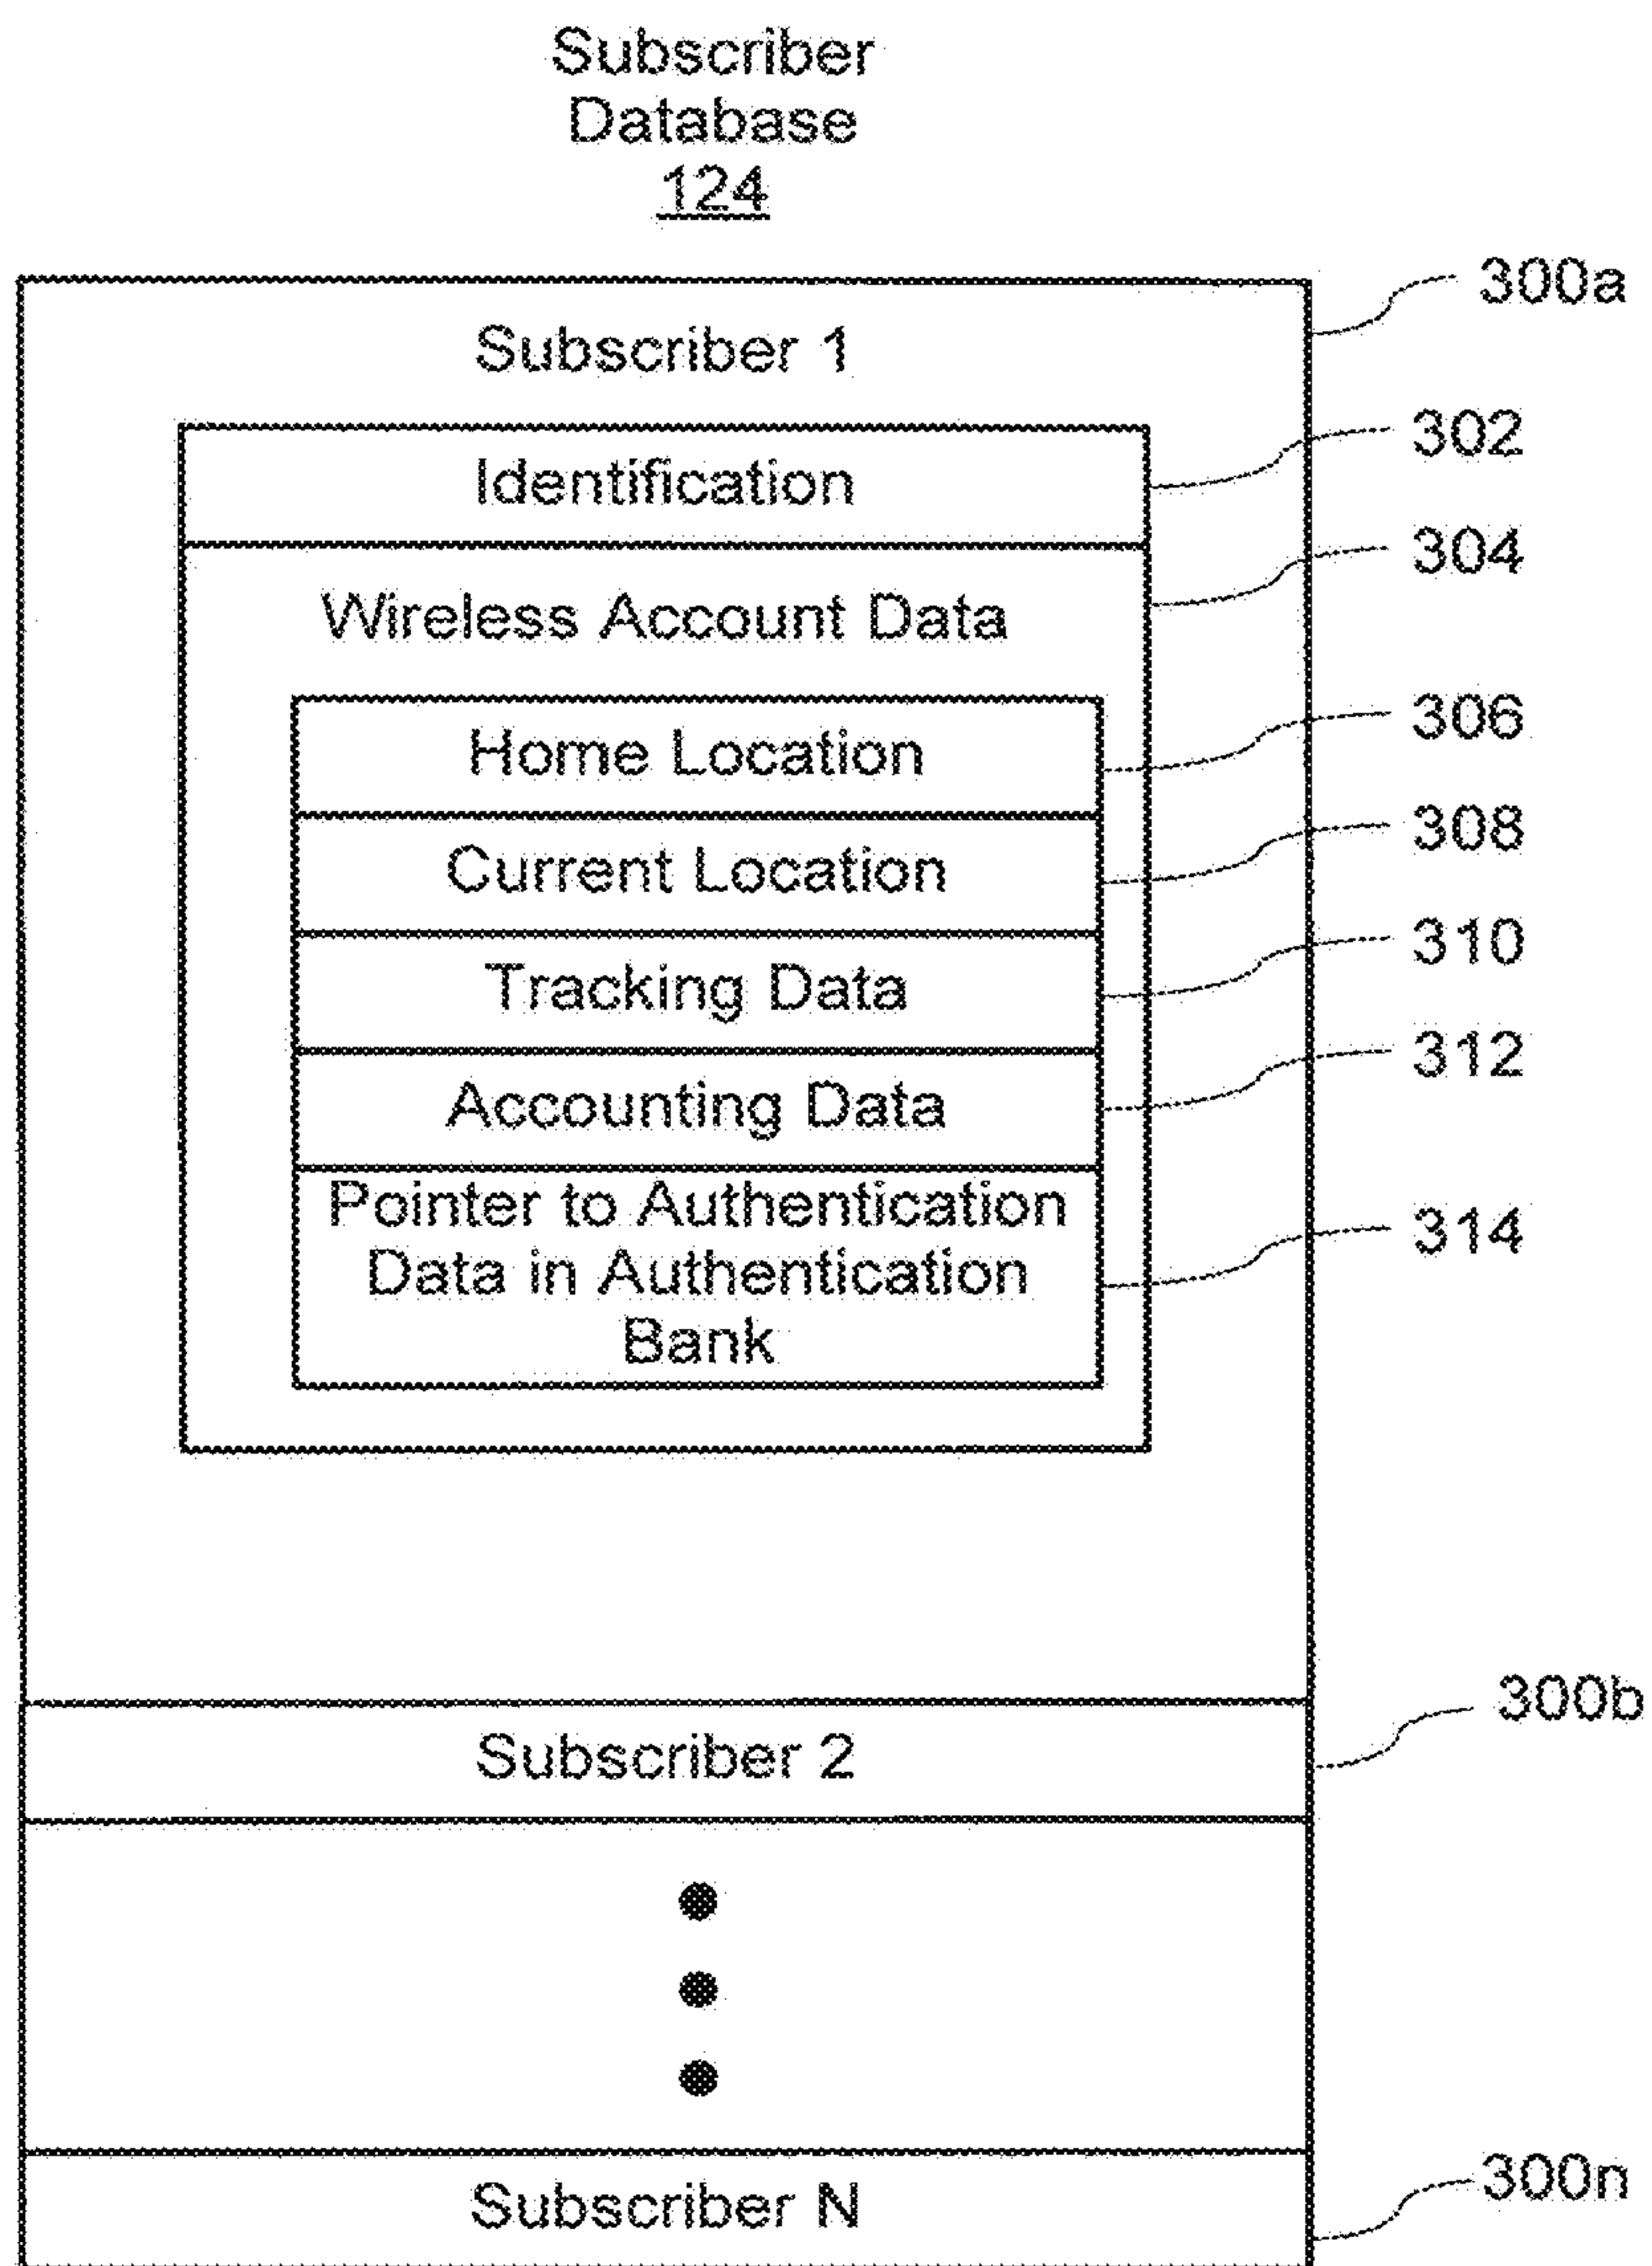 Subscriber
Database
124
300a
Subscriber 1
302
Identification
304
Wireless Account Data
306
Home Location
308
Current Location
310
Tracking Data
312
Accounting Data
314
Pointer to Authentication
Data in Authentication
Bank
300b
Subscriber 2
300n
Subscriber N